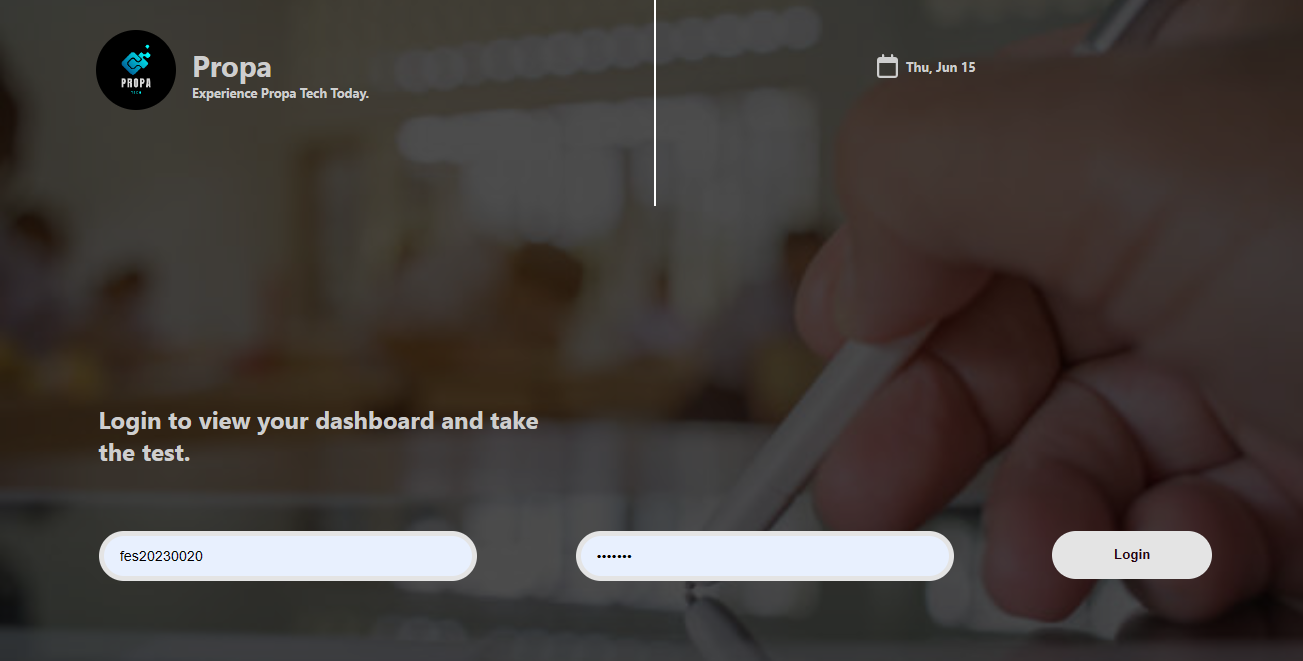 PROPA
TECH
Propa
Experience Propa Tech Today.
Thu, Jun 15
Login to view your dashboard and take
the test.
fes20230020
•••••••
Login